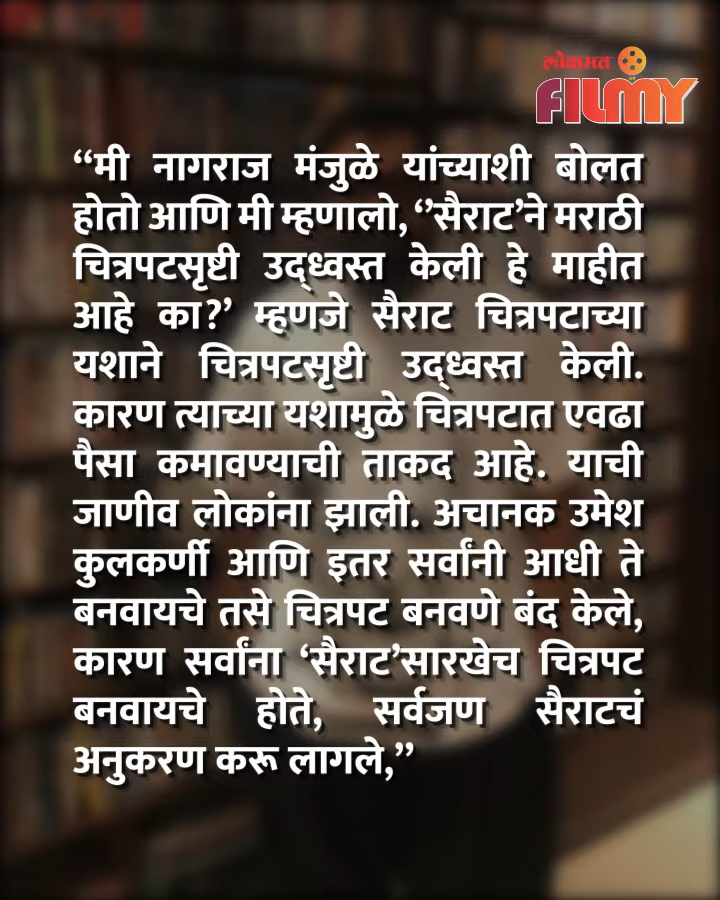 लोकमत
FILMY
“मी नागराज मंजुळे यांच्याशी बोलत
होतो आणि मी म्हणालो, ‘’सैराट’ने मराठी
चित्रपटसृष्टी उद्ध्वस्त केली हे माहीत
आहे का?’ म्हणजे सैराट चित्रपटाच्या
यशाने चित्रपटसृष्टी उद्ध्वस्त केली.
कारण त्याच्या यशामुळे चित्रपटात एवढा
पैसा कमावण्याची ताकद आहे. याची
जाणीव लोकांना झाली. अचानक उमेश
कुलकर्णी आणि इतर सर्वांनी आधी ते
बनवायचे तसे चित्रपट बनवणे बंद केले,
कारण सर्वांना ‘सैराट’सारखेच चित्रपट
बनवायचे होते, सर्वजण सैराटचं
अनुकरण करू लागले,”